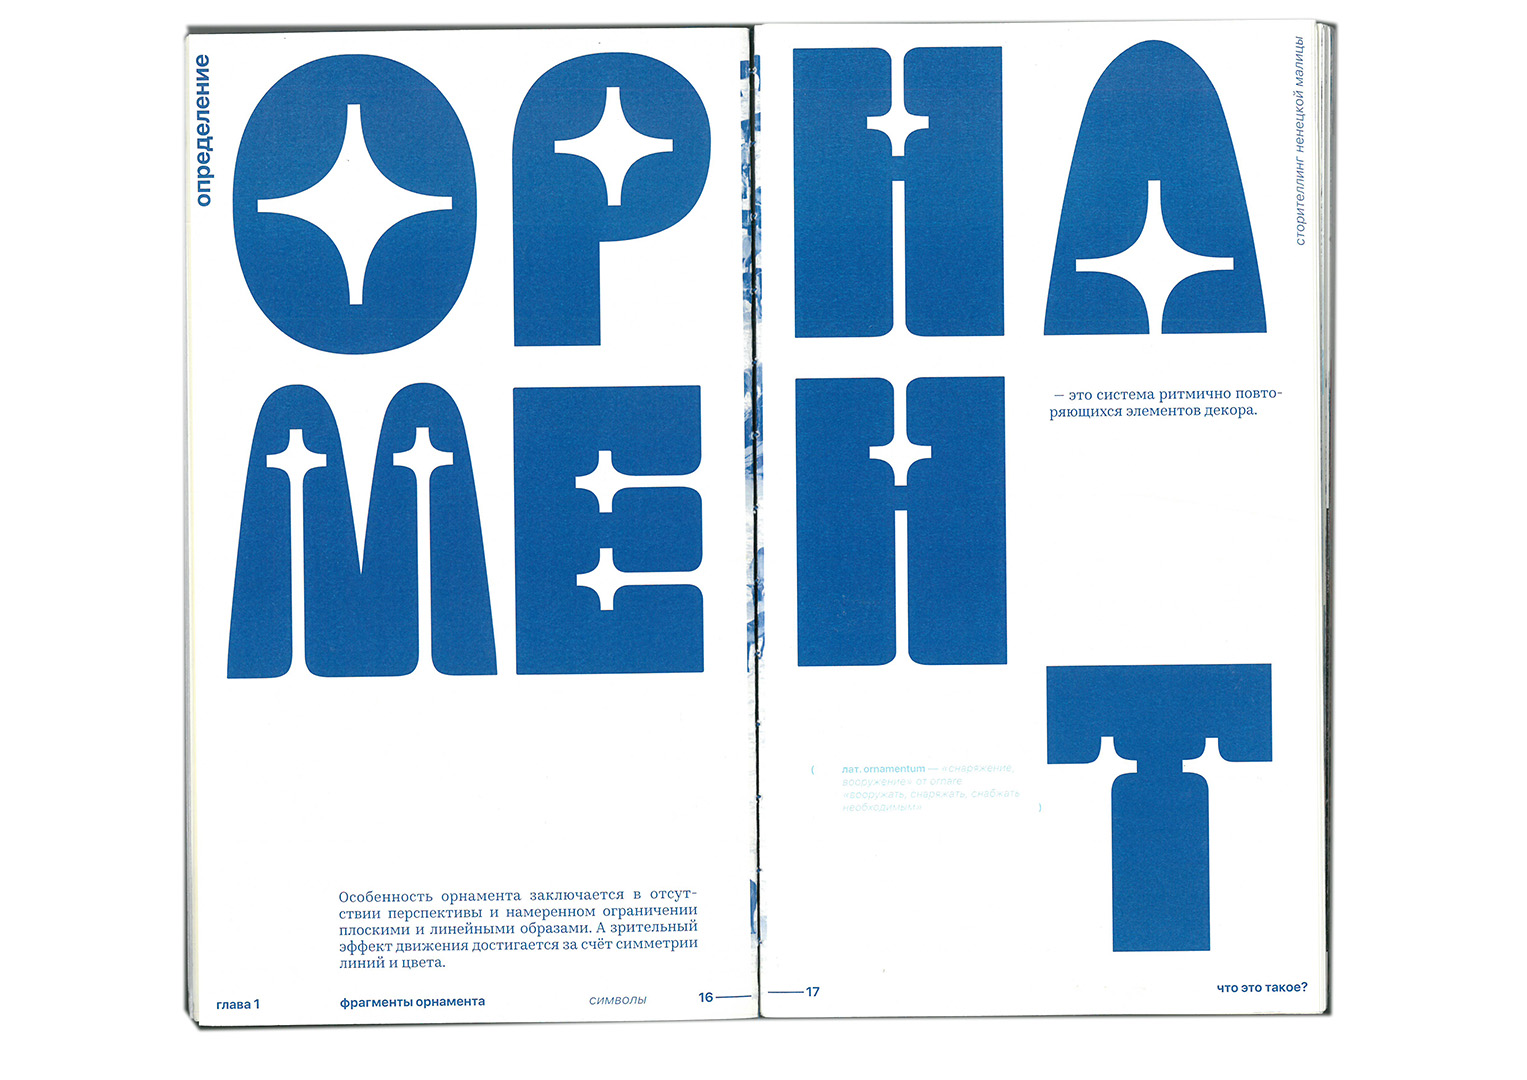 определение
ОРНА
МЕН
Т
— это система ритмично повто-
ряющихся элементов декора.
сторителлинг ненецкой малицы
( лат. ornamentum — «снаряжение,
вооружение» от ornare
«вооружать, снаряжать, снабжать
необходимым» )
Особенность орнамента заключается в отсут-
ствии перспективы и намеренном ограничении
плоскими и линейными образами. А зрительный
эффект движения достигается за счёт симметрии
линий и цвета.
глава 1 фрагменты орнамента символы 16
17 что это такое?